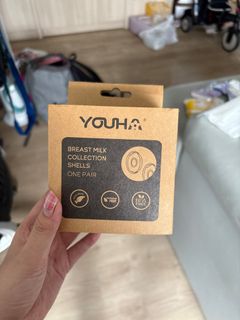 YOUHA
BREAST MILK
COLLECTION
SHELLS
ONE PAIR